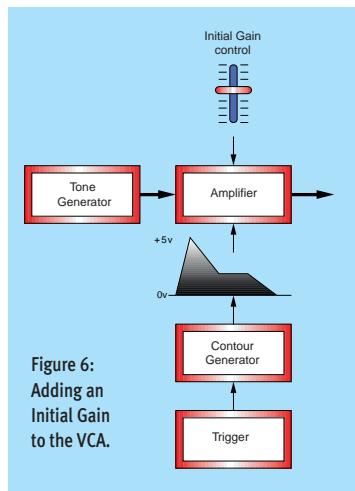 Initial Gain
control
Tone
Generator
Amplifier
+5v
0v
Contour
Generator
Trigger
Figure 6:
Adding an
Initial Gain
to the VCA.